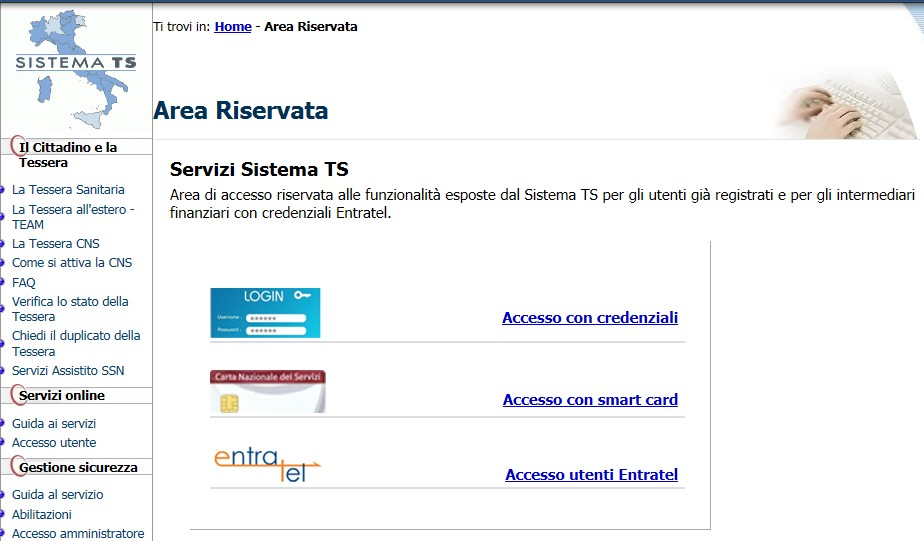 SISTEMA TS
Ti trovi in: Home - Area Riservata
Area Riservata
Il Cittadino e la
Tessera
La Tessera Sanitaria
La Tessera all'estero -
TEAM
La Tessera CNS
Come si attiva la CNS
FAQ
Verifica lo stato della
Tessera
Chiedi il duplicato della
Tessera
Servizi Assistito SSN
Servizi online
Guida ai servizi
Accesso utente
Gestione sicurezza
Guida al servizio
Abilitazioni
Accesso amministratore
Servizi Sistema TS
Area di accesso riservata alle funzionalità esposte dal Sistema TS per gli utenti già registrati e per gli intermediari
finanziari con credenziali Entratel.
LOGIN
Username :
Password :
Accesso con credenziali
Carta Nazionale dei Servizi
Accesso con smart card
entra
tel
Accesso utenti Entratel